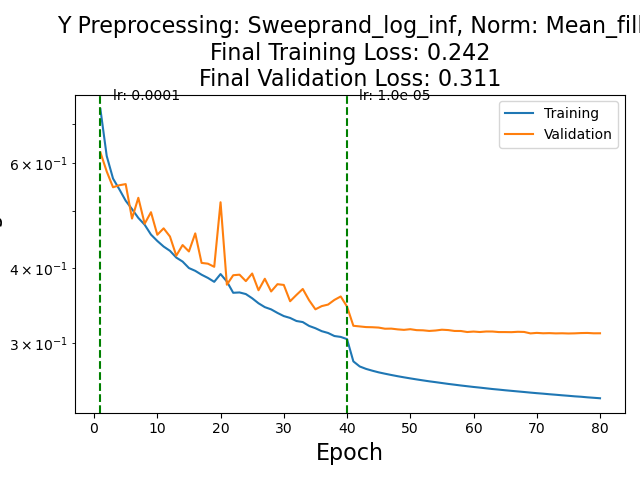 Y Preprocessing: Sweeprand_log_inf, Norm: Mean_fill
Final Training Loss: 0.242
Final Validation Loss: 0.311
lr: 0.0001
lr: 1.0e-05
Training
Validation
6 × 10⁻¹
4 × 10⁻¹
3 × 10⁻¹
0 10 20 30 40 50 60 70 80
Epoch